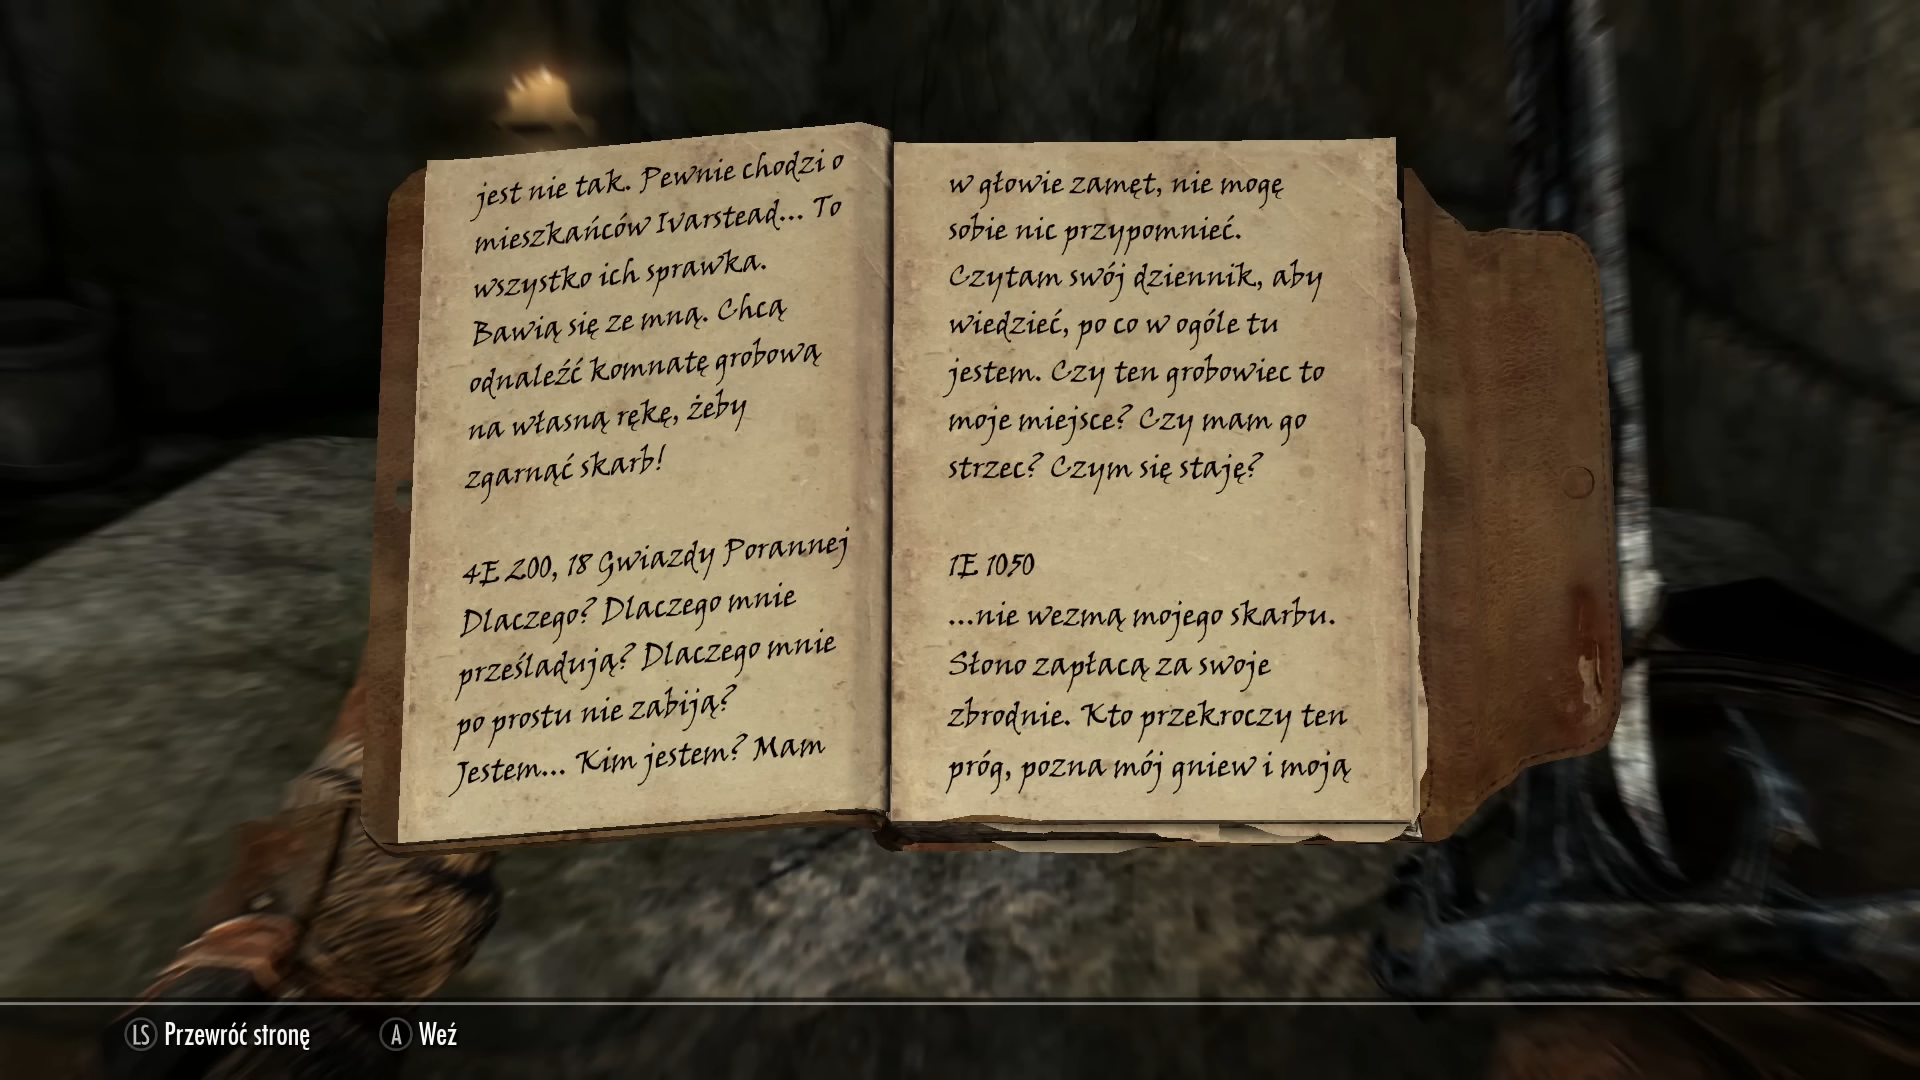 jest nie tak. Pewnie chodzi o
mieszkańców Ivarstead... To
wszystko ich sprawka.
Bawią się ze mną. Chcą
odnaleźć komnatę grobową
na własną rękę, żeby
zgarnąć skarb!
4E 200, 18 Gwiazdy Porannej
Dlaczego? Dlaczego mnie
prześladują? Dlaczego mnie
po prostu nie zabiją?
Jestem... Kim jestem? Mam
w głowie zamęt, nie mogę
sobie nic przypomnieć.
Czytam swój dziennik, aby
wiedzieć, po co w ogóle tu
jestem. Czy ten grobowiec to
moje miejsce? Czy mam go
strzec? Czym się staję?
1E 1050
...nie wezmą mojego skarbu.
Słono zapłacą za swoje
zbrodnie. Kto przekroczy ten
próg, pozna mój gniew i moją
LS Przewróć stronę
A Weź